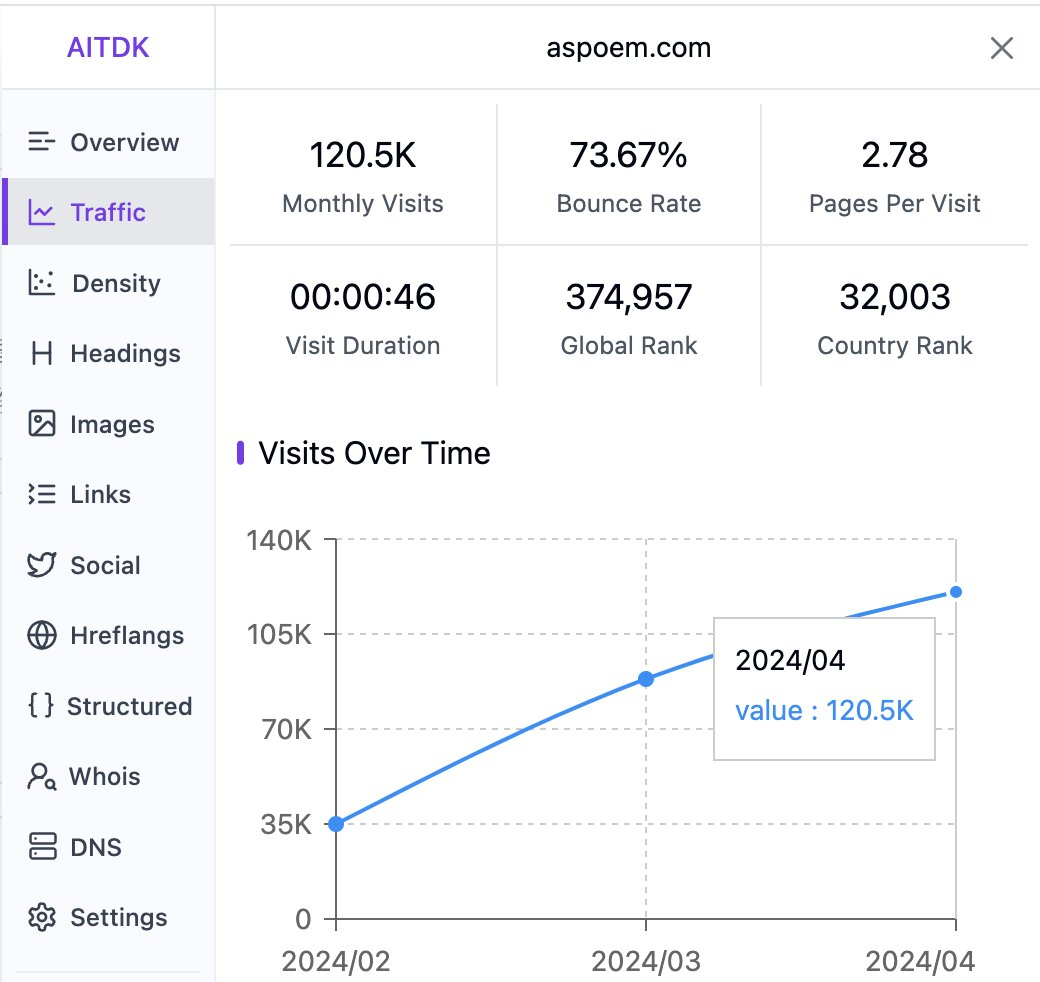 AITDK
aspoem.com
Overview
Traffic
Density
Headings
Images
Links
Social
Hreflangs
Structured
Whois
DNS
Settings
120.5K
Monthly Visits
73.67%
Bounce Rate
2.78
Pages Per Visit
00:00:46
Visit Duration
374,957
Global Rank
32,003
Country Rank
Visits Over Time
140K
105K
70K
35K
0
2024/04
value : 120.5K
2024/02
2024/03
2024/04